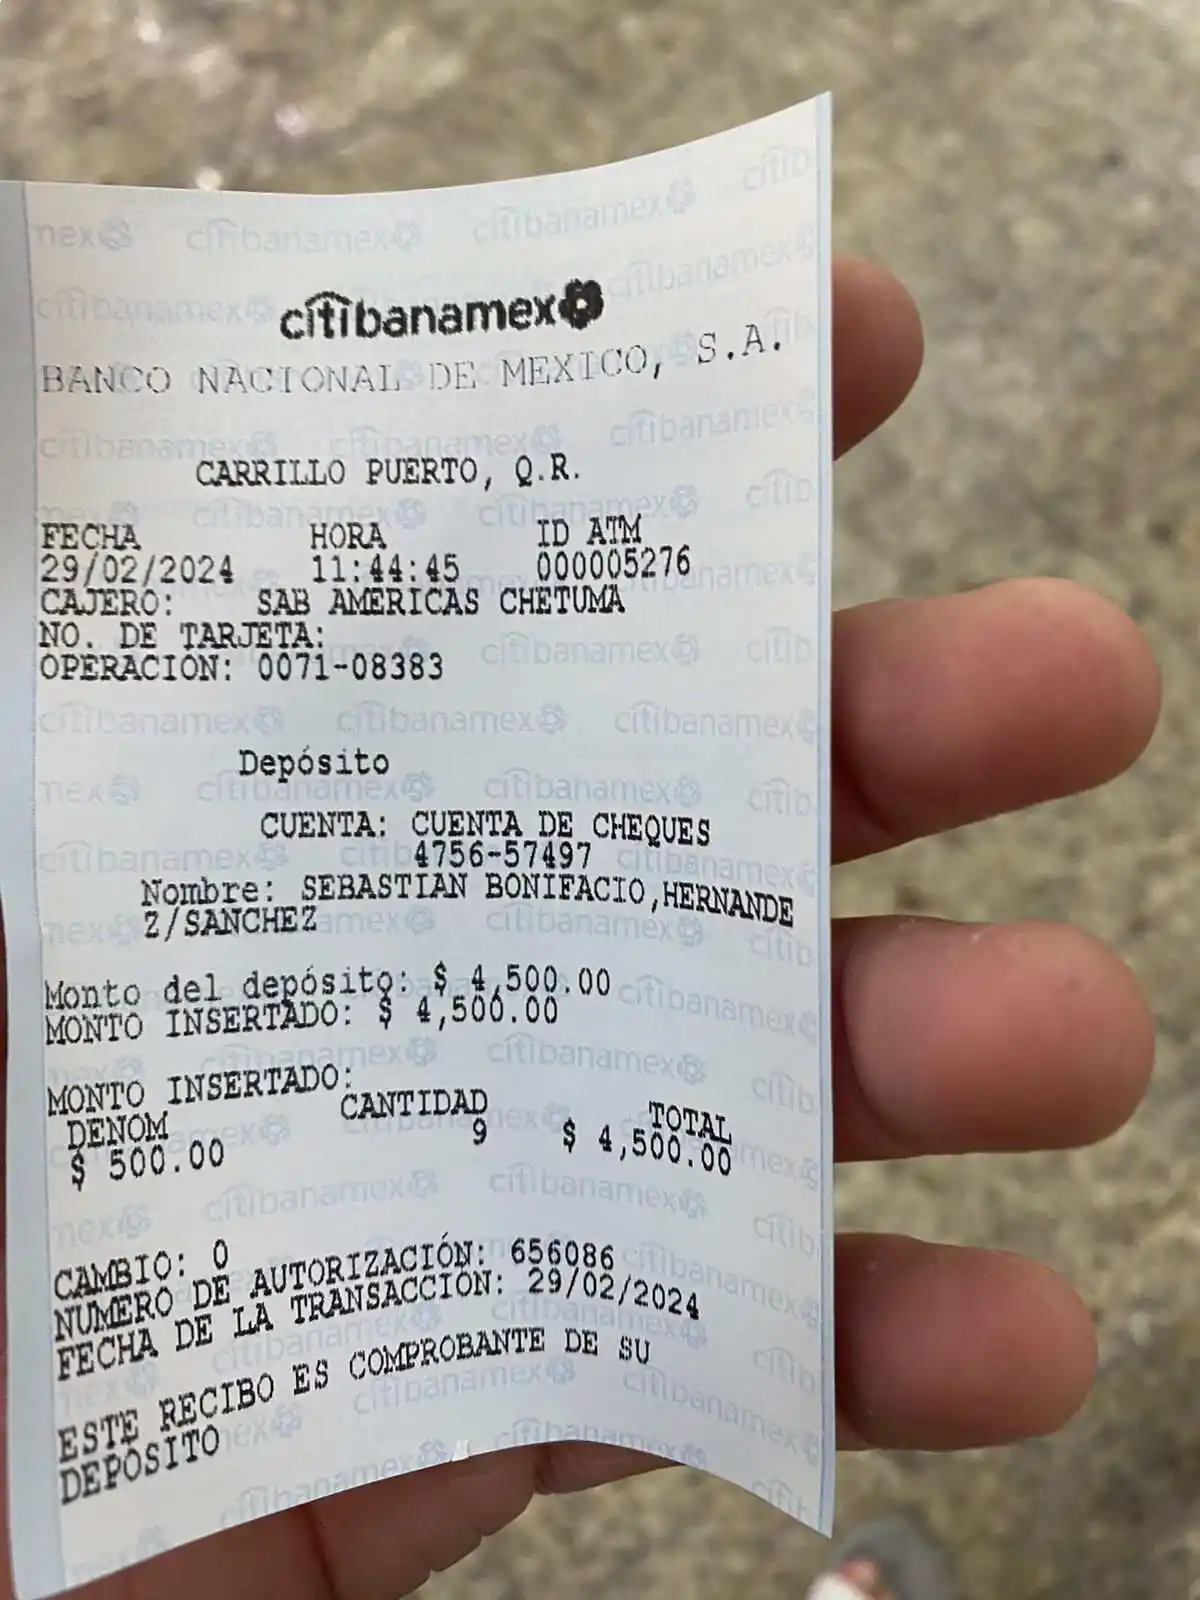 citibanamex
BANCO NACIONAL DE MEXICO, S.A.
CARRILLO PUERTO, Q.R.
FECHA HORA ID ATM
29/02/2024 11:44:45 000005276
CAJERO: SAB AMERICAS CHETUMA
NO. DE TARJETA:
OPERACIÓN: 0071-08383
Depósito
CUENTA: CUENTA DE CHEQUES
4756-57497
Nombre: SEBASTIAN BONIFACIO,HERNANDE
Z/SANCHEZ
Monto del depósito: $ 4,500.00
MONTO INSERTADO: $ 4,500.00
MONTO INSERTADO:
DENOM CANTIDAD TOTAL
$ 500.00 9 $ 4,500.00
CAMBIO: 0
NUMERO DE AUTORIZACIÓN: 656086
FECHA DE LA TRANSACCIÓN: 29/02/2024
ESTE RECIBO ES COMPROBANTE DE SU
DEPÓSITO